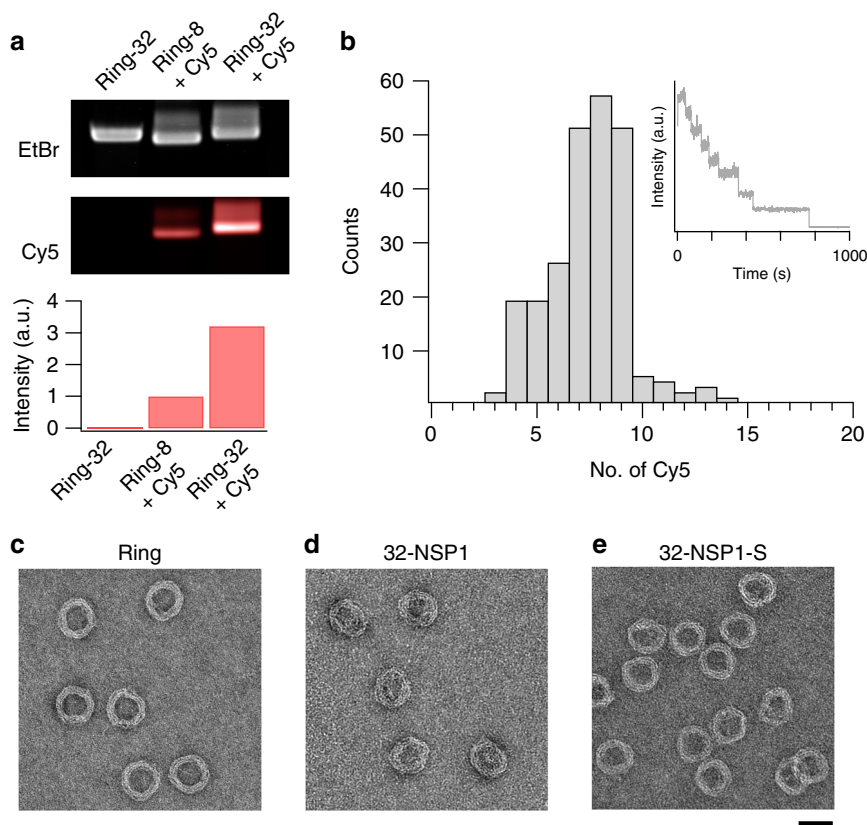 a
Ring-32
Ring-8
+ Cy5
Ring-32
+ Cy5
EtBr
Cy5
Intensity (a.u.)
4
3
2
1
0
Ring-32
Ring-8
+ Cy5
Ring-32
+ Cy5
b
Counts
60
50
40
30
20
10
0 5 10 15 20
No. of Cy5
Intensity (a.u.)
0 1000
Time (s)
c Ring
d 32-NSP1
e 32-NSP1-S